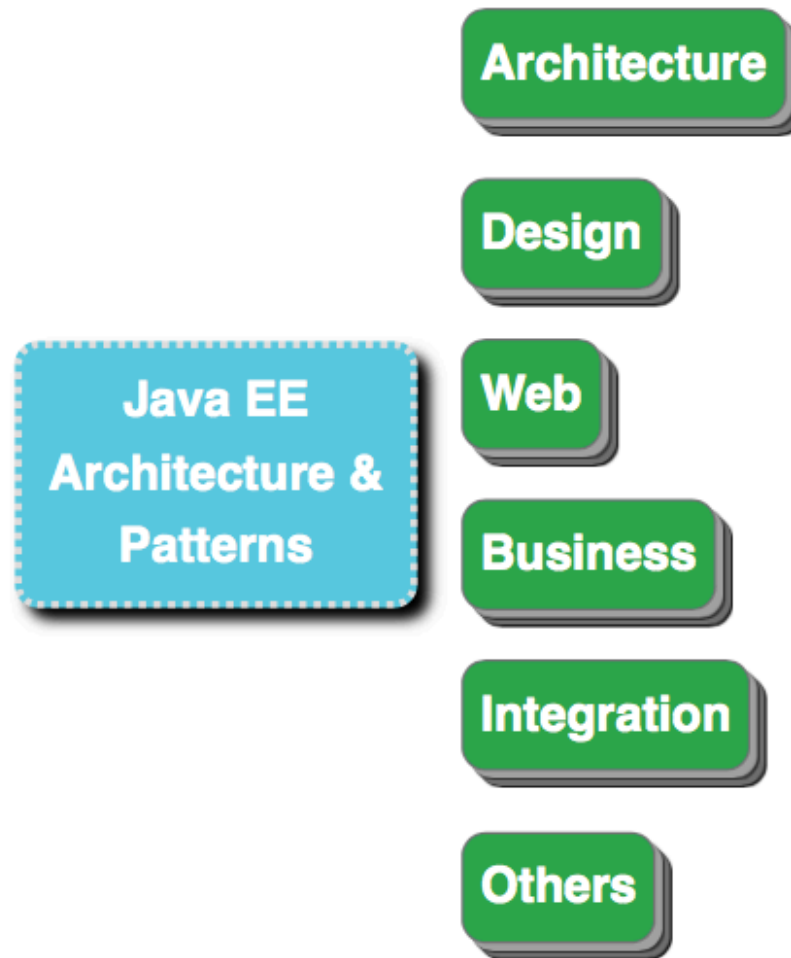 Architecture
Design
Web
Java EE
Architecture &
Patterns
Business
Integration
Others